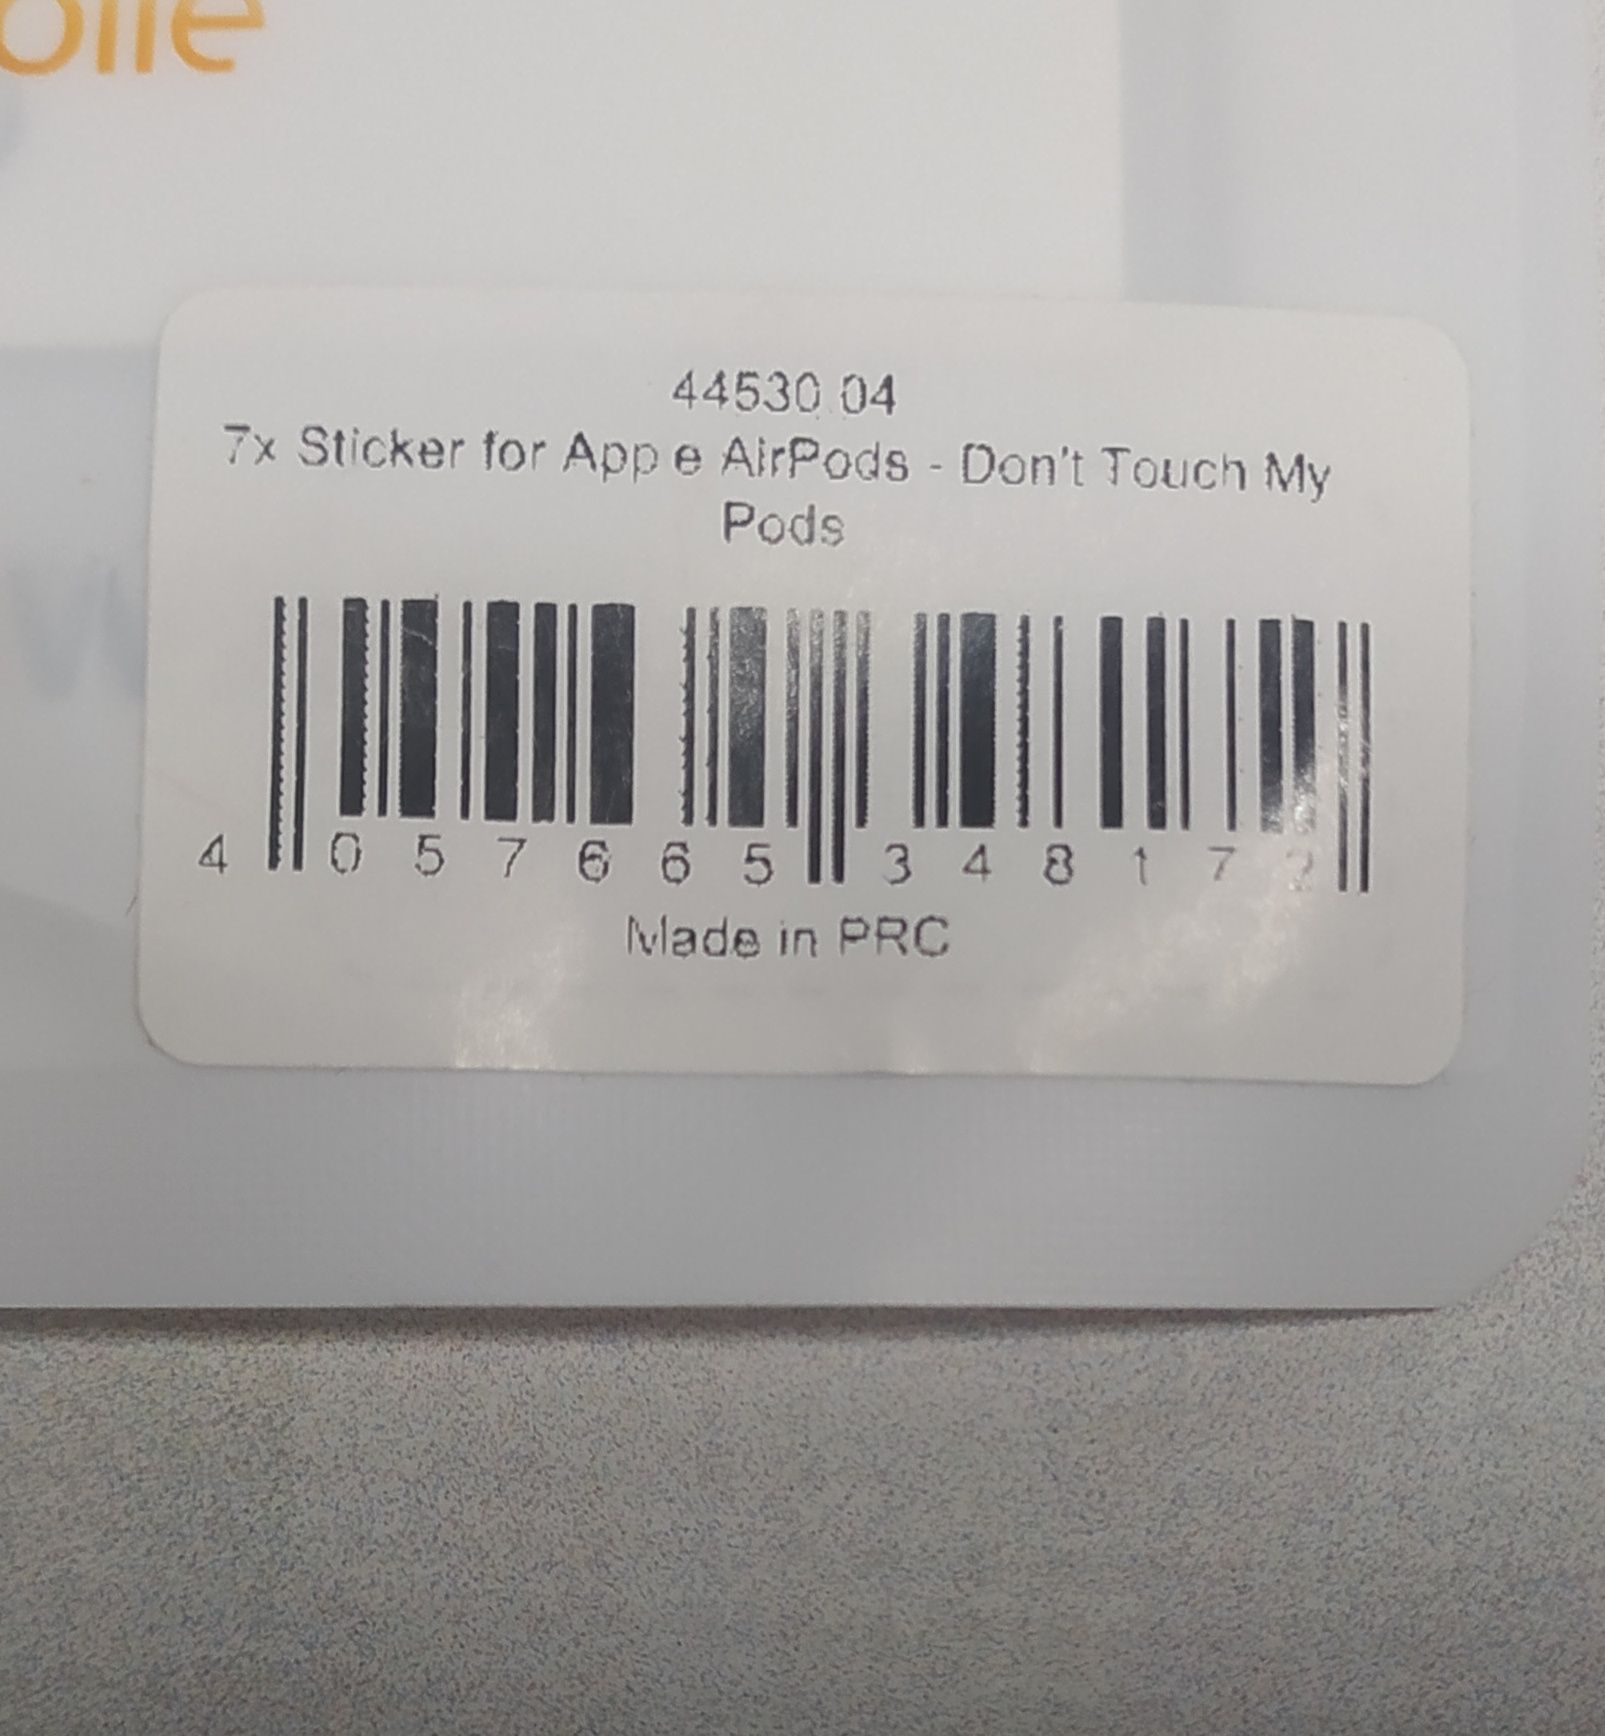 44530.04
7x Sticker for App e AirPods - Don't Touch My
Pods
4 057665 348172
Made in PRC